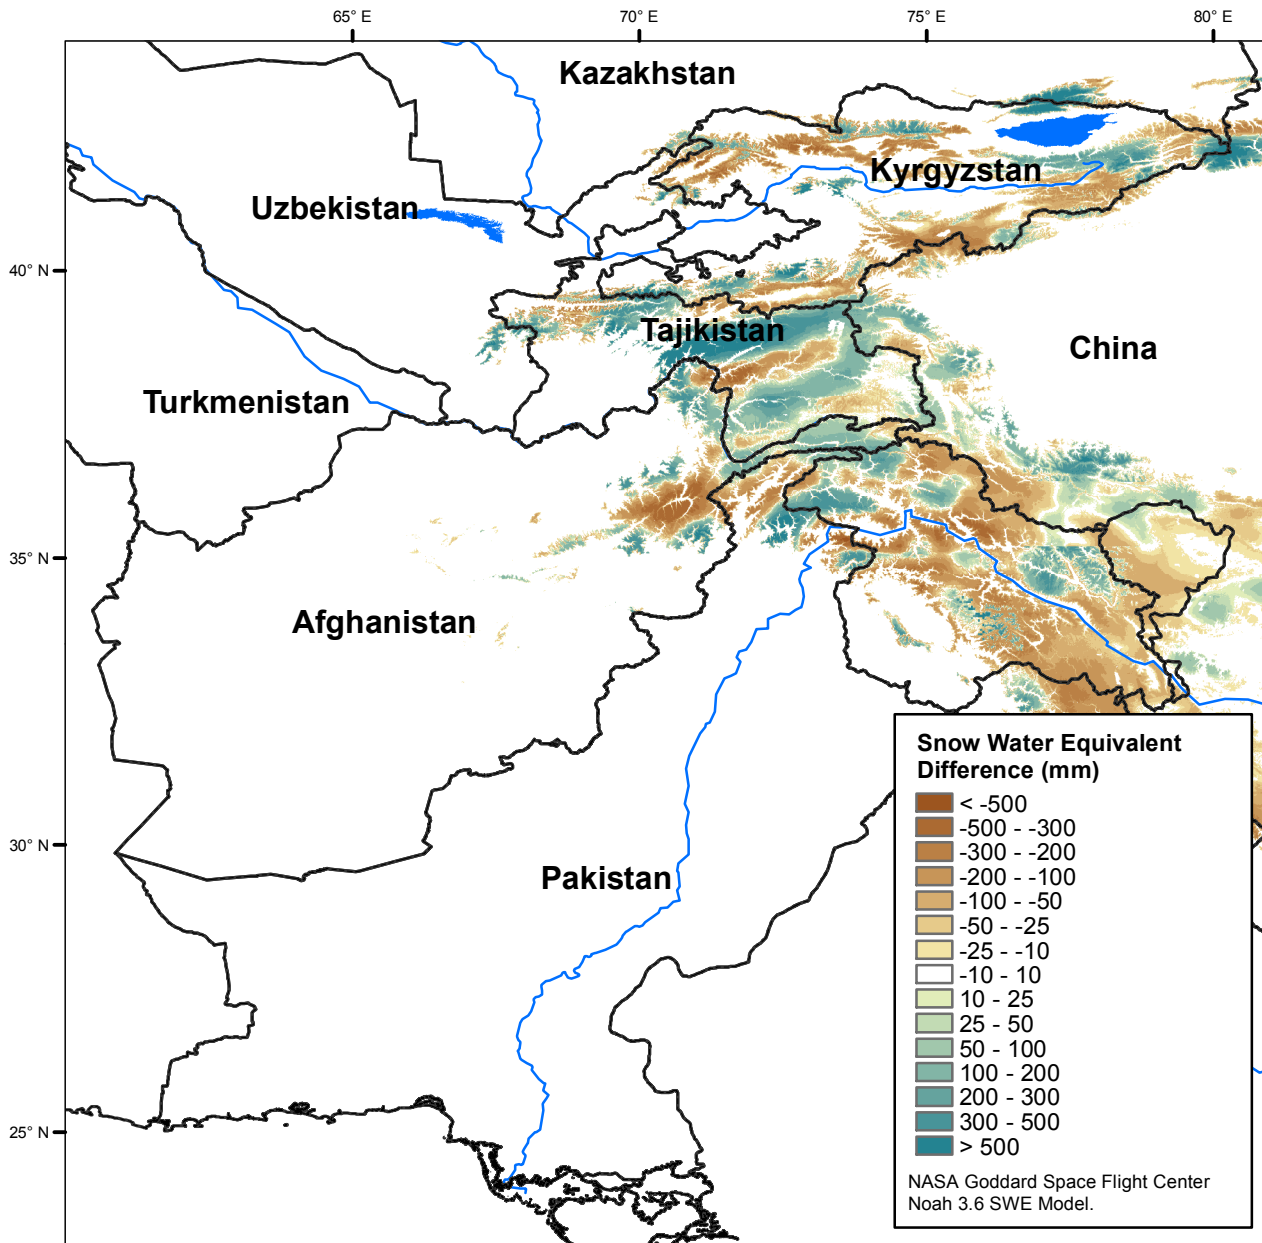 65° E
70° E
75° E
80° E
Kazakhstan
Kyrgyzstan
Uzbekistan
40° N
Tajikistan
China
Turkmenistan
35° N
Afghanistan
30° N
Pakistan
25° N
Snow Water Equivalent
Difference (mm)
< -500
-500 - -300
-300 - -200
-200 - -100
-100 - -50
-50 - -25
-25 - -10
-10 - 10
10 - 25
25 - 50
50 - 100
100 - 200
200 - 300
300 - 500
> 500
NASA Goddard Space Flight Center
Noah 3.6 SWE Model.